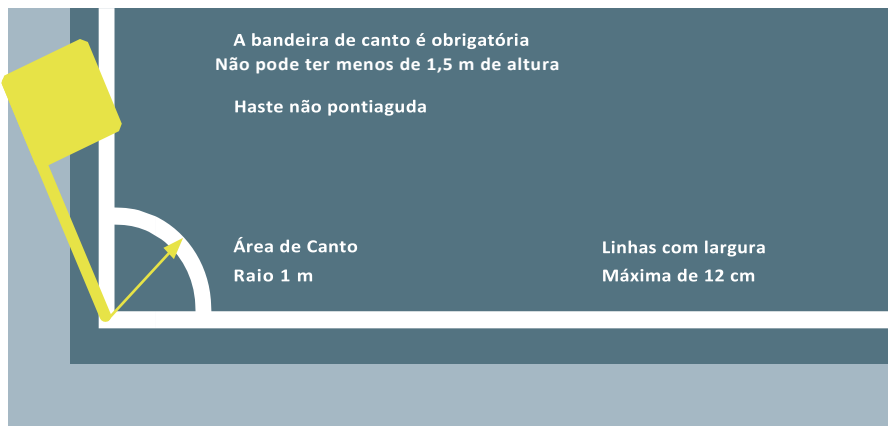 A bandeira de canto é obrigatória
Não pode ter menos de 1,5 m de altura
Haste não pontiaguda
Área de Canto
Raio 1 m
Linhas com largura
Máxima de 12 cm